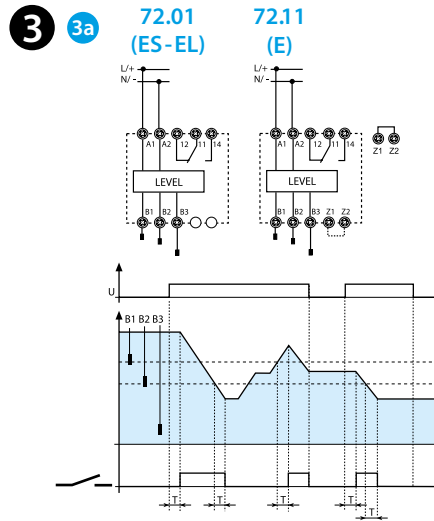 3 3a 72.01 72.11
(ES-EL) (E)
L/+ L/+
N/- N/-
A1 A2 12 11 14 A1 A2 12 11 14 Z1 Z2
LEVEL LEVEL
B1 B2 B3 B1 B2 B3 Z1 Z2
U
B1 B2 B3
T T T T
T